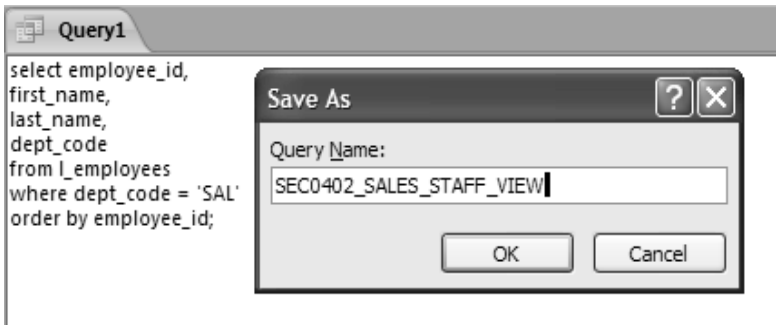 Query1
select employee_id,
first_name,
last_name,
dept_code
from l_employees
where dept_code = 'SAL'
order by employee_id;
Save As
?
Query Name:
SEC0402_SALES_STAFF_VIEW
OK
Cancel